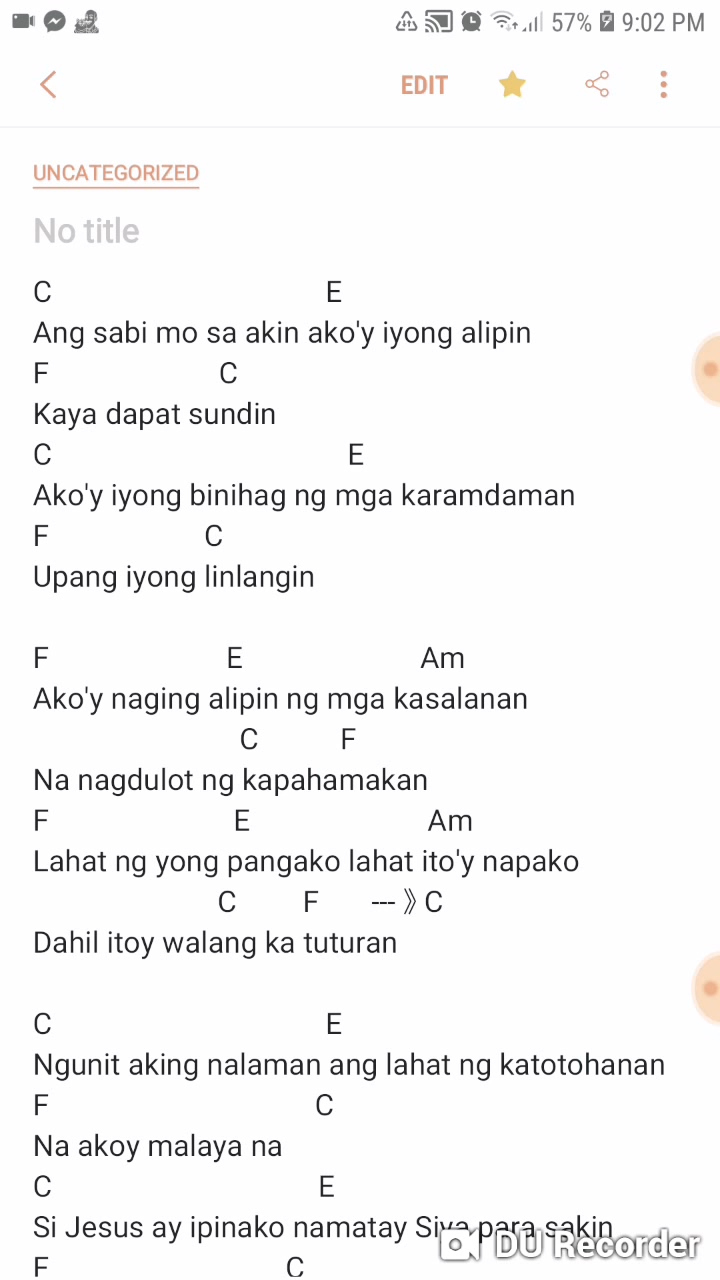 57% 9:02 PM
EDIT
UNCATEGORIZED
No title
C E
Ang sabi mo sa akin ako'y iyong alipin
F C
Kaya dapat sundin
C E
Ako'y iyong binihag ng mga karamdaman
F C
Upang iyong linlangin
F E Am
Ako'y naging alipin ng mga kasalanan
C F
Na nagdulot ng kapahamakan
F E Am
Lahat ng yong pangako lahat ito'y napako
C F --- 》C
Dahil itoy walang ka tuturan
C E
Ngunit aking nalaman ang lahat ng katotohanan
F C
Na akoy malaya na
C E
Si Jesus ay ipinako namatay Siya para sakin
DU Recorder
F C